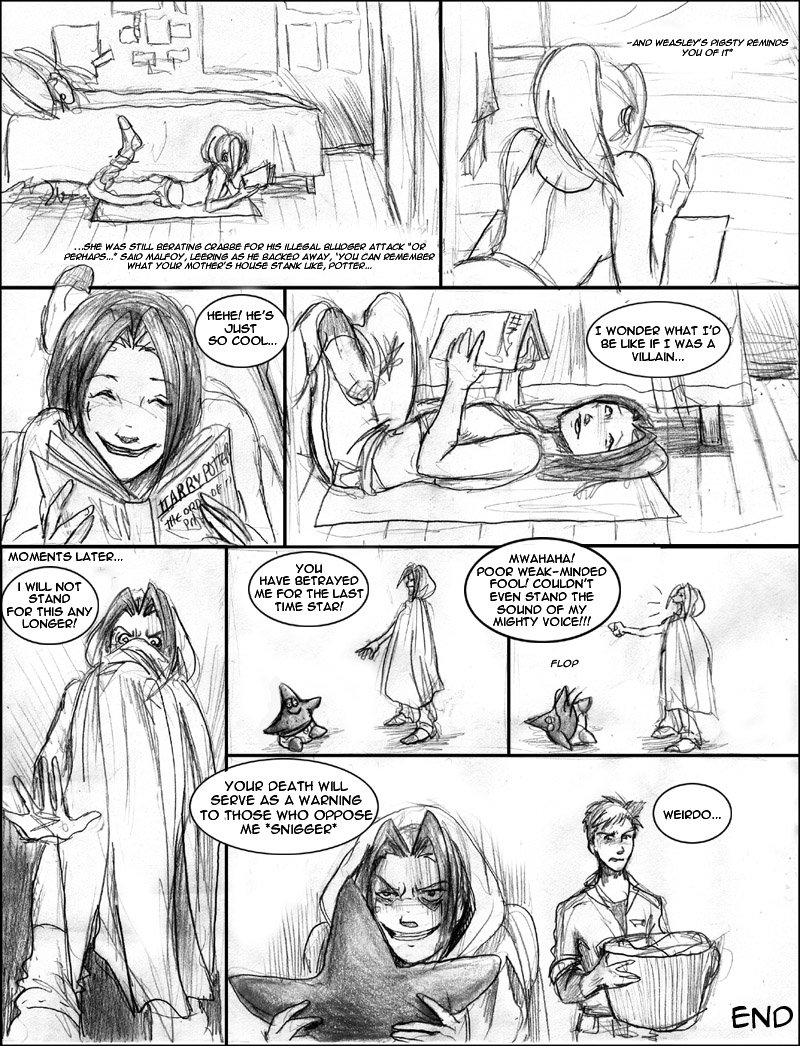 ...SHE WAS STILL BERATING CRABBE FOR HIS ILLEGAL BLUDGER ATTACK "OR
PERHAPS..." SAID MALFOY, LEERING AS HE BACKED AWAY, 'YOU CAN REMEMBER
WHAT YOUR MOTHER'S HOUSE STANK LIKE, POTTER...
-AND WEASLEY'S PIGSTY REMINDS
YOU OF IT"
HEHE! HE'S
JUST
SO COOL...
HARRY POTTER
THE ORDER OF
I WONDER WHAT I'D
BE LIKE IF I WAS A
VILLAIN...
MOMENTS LATER...
I WILL NOT
STAND
FOR THIS ANY
LONGER!
YOU
HAVE BETRAYED
ME FOR THE LAST
TIME STAR!
MWAHAHA!
POOR WEAK-MINDED
FOOL! COULDN'T
EVEN STAND THE
SOUND OF MY
MIGHTY VOICE!!!
FLOP
YOUR DEATH WILL
SERVE AS A WARNING
TO THOSE WHO OPPOSE
ME *SNIGGER*
WEIRDO...
END